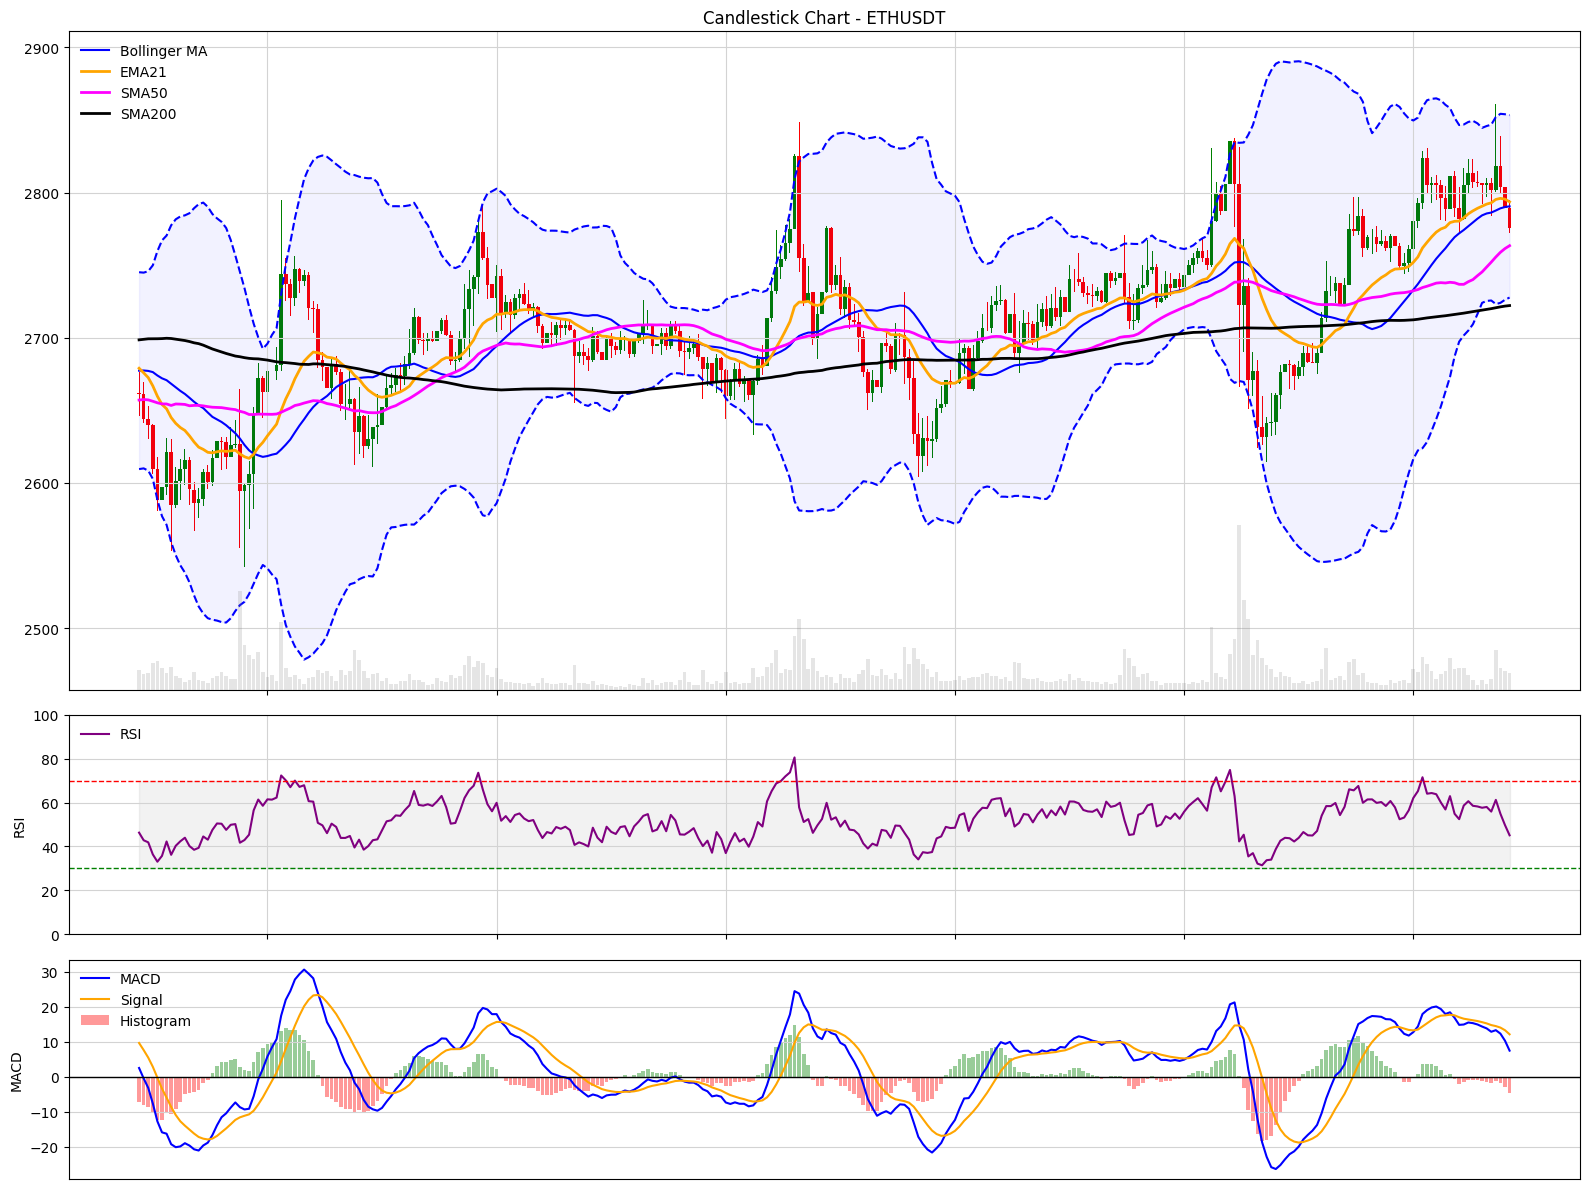 Candlestick Chart - ETHUSDT
2900
2800
2700
2600
2500
Bollinger MA
EMA21
SMA50
SMA200
100
80
60
40
20
0
RSI
RSI
30
20
10
0
−10
−20
MACD
MACD
Signal
Histogram